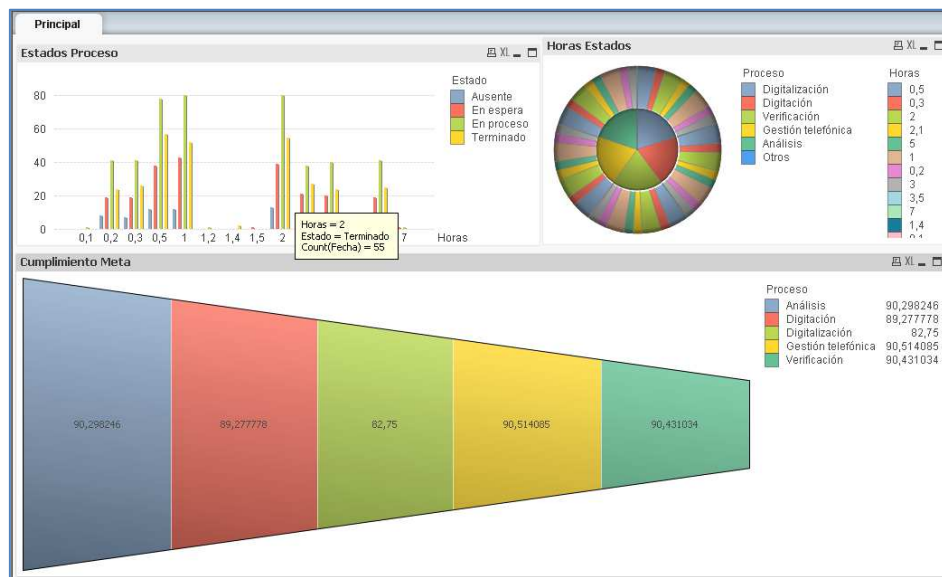 Principal
Estados Proceso
XL
80
60
40
20
0
0,1 0,2 0,3 0,5 1 1,2 1,4 1,5 2 7 Horas
Estado
Ausente
En espera
En proceso
Terminado
Horas = 2
Estado = Terminado
Count(Fecha) = 55
Horas Estados
XL
Proceso
Digitalización
Digitación
Verificación
Gestión telefónica
Análisis
Otros
Horas
0,5
0,3
2
2,1
5
1
0,2
3
3,5
7
1,4
0,1
Cumplimiento Meta
XL
90,298246
89,277778
82,75
90,514085
90,431034
Proceso
Análisis 90,298246
Digitación 89,277778
Digitalización 82,75
Gestión telefónica 90,514085
Verificación 90,431034